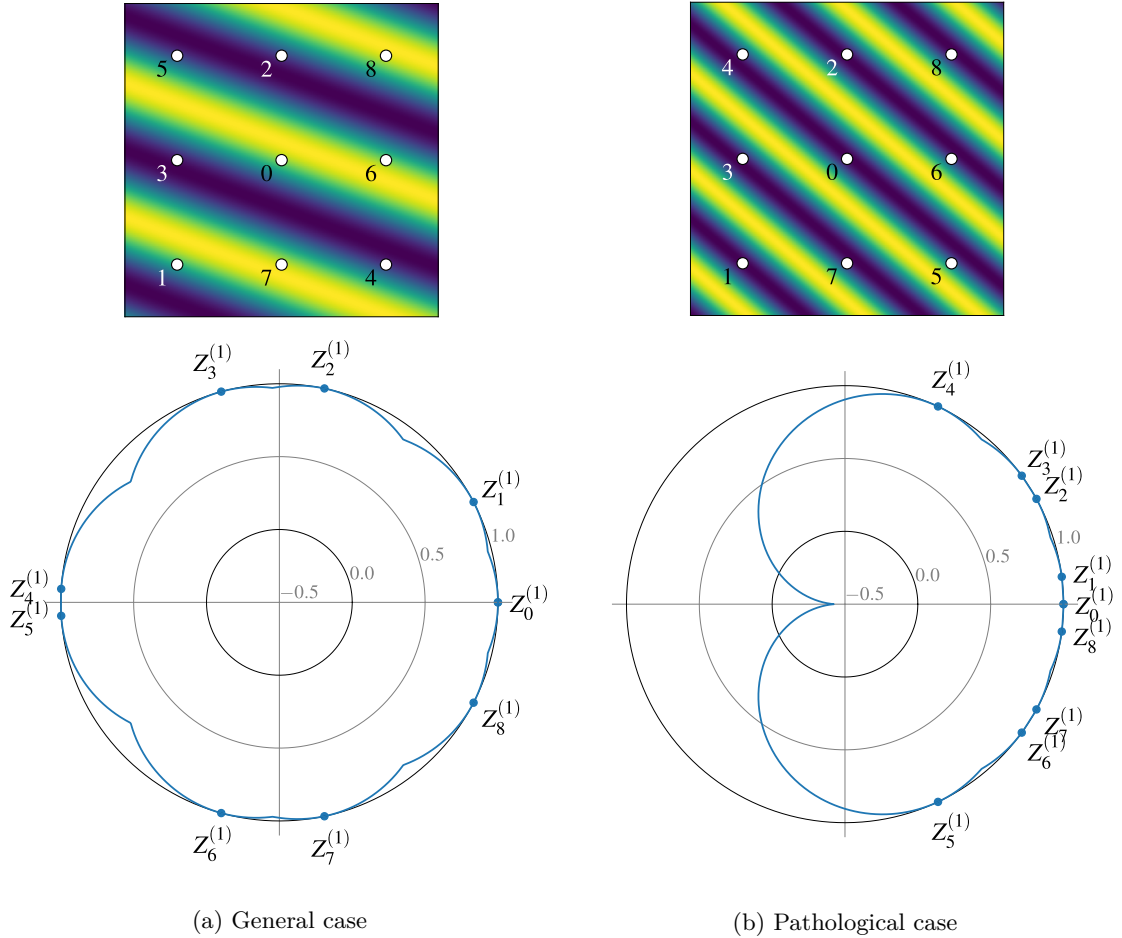 5 2 8
3 0 6
1 7 4
4 2 8
3 0 6
1 7 5
Z_3^{(1)} Z_2^{(1)}
Z_1^{(1)}
1.0
0.5
0.0
−0.5
Z_4^{(1)}
Z_0^{(1)}
Z_5^{(1)}
Z_8^{(1)}
Z_6^{(1)} Z_7^{(1)}
Z_4^{(1)}
Z_3^{(1)}
Z_2^{(1)}
1.0
0.5
0.0
−0.5
Z_1^{(1)}
Z_0^{(1)}
Z_8^{(1)}
Z_7^{(1)}
Z_6^{(1)}
Z_5^{(1)}
(a) General case
(b) Pathological case